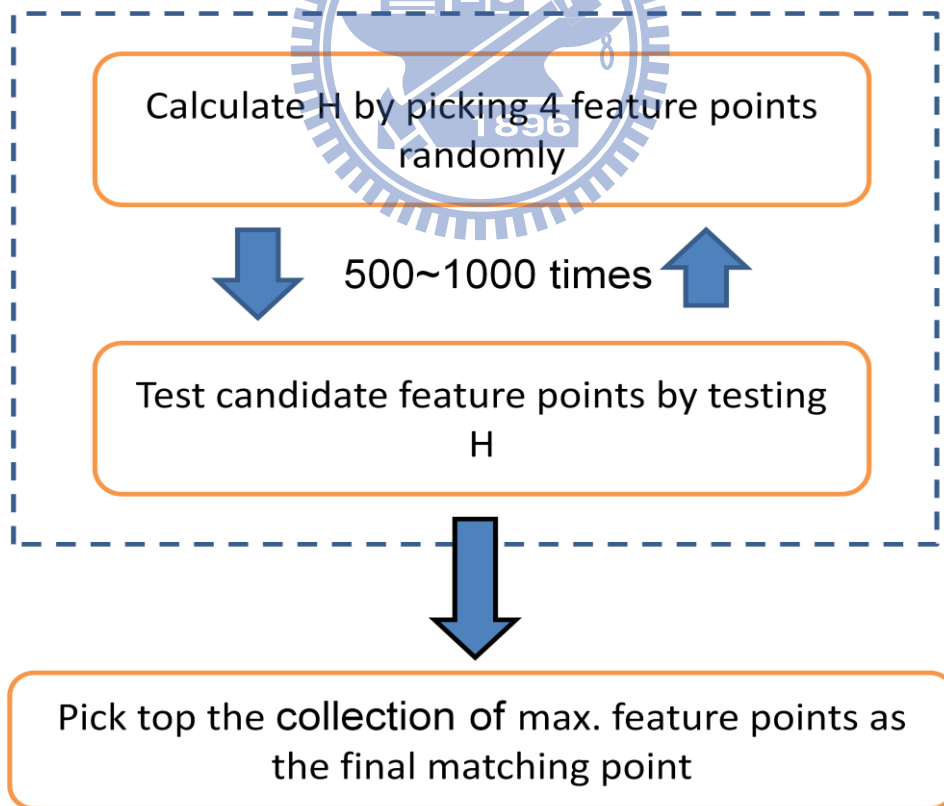 Calculate H by picking 4 feature points
randomly
1896
500~1000 times
Test candidate feature points by testing
H
Pick top the collection of max. feature points as
the final matching point